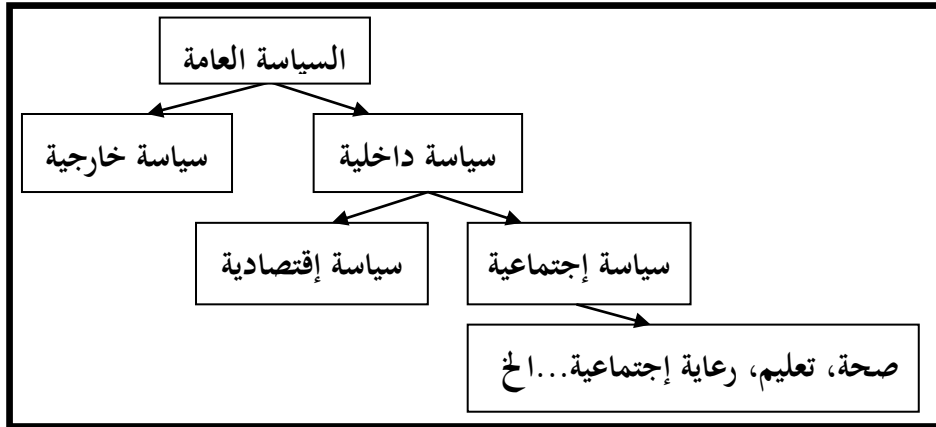 السياسة العامة
سياسة داخلية
سياسة خارجية
سياسة إجتماعية
سياسة إقتصادية
صحة، تعليم، رعاية إجتماعية...الخ